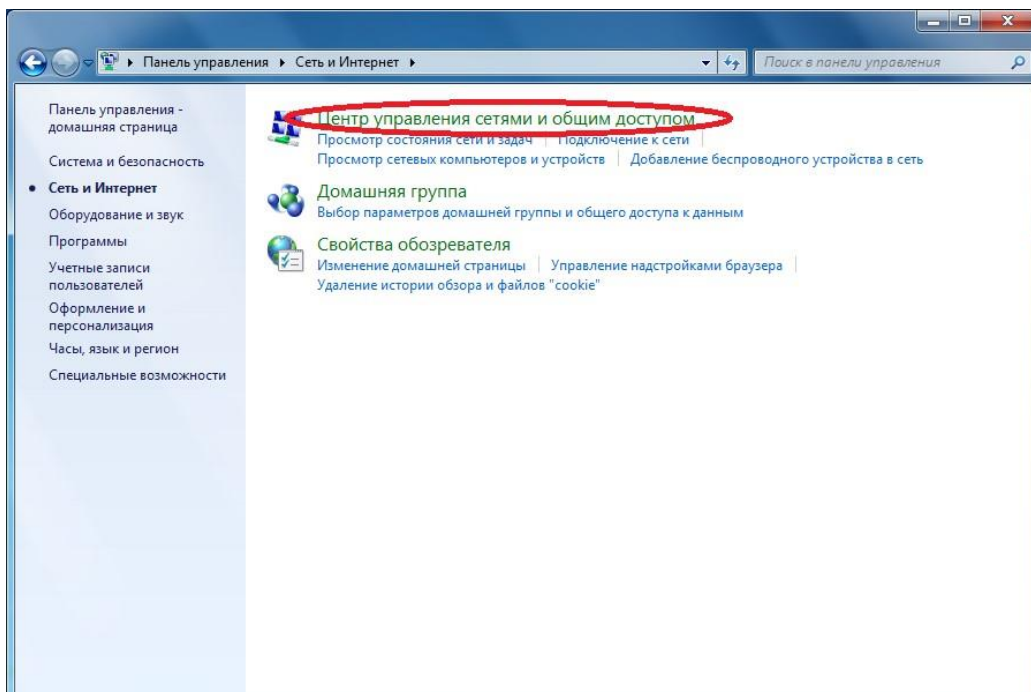 Панель управления ▸ Сеть и Интернет ▸
Поиск в панели управления
Панель управления -
домашняя страница
Система и безопасность
Сеть и Интернет
Оборудование и звук
Программы
Учетные записи
пользователей
Оформление и
персонализация
Часы, язык и регион
Специальные возможности
Центр управления сетями и общим доступом
Просмотр состояния сети и задач Подключение к сети
Просмотр сетевых компьютеров и устройств Добавление беспроводного устройства в сеть
Домашняя группа
Выбор параметров домашней группы и общего доступа к данным
Свойства обозревателя
Изменение домашней страницы Управление надстройками браузера
Удаление истории обзора и файлов "cookie"